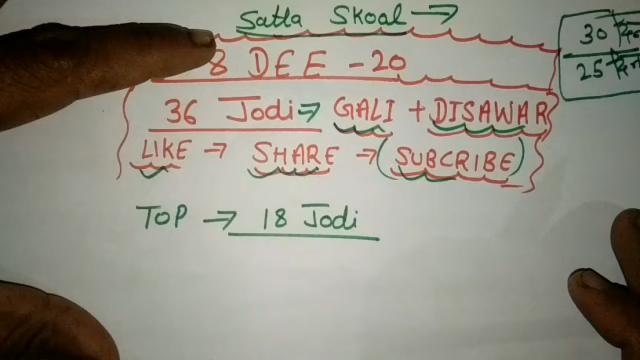 Satta Skoal →
8 DEE - 20
36 Jodi → GALI + DISAWAR
LIKE → SHARE → (SUBCRIBE)
TOP → 18 Jodi
30
25